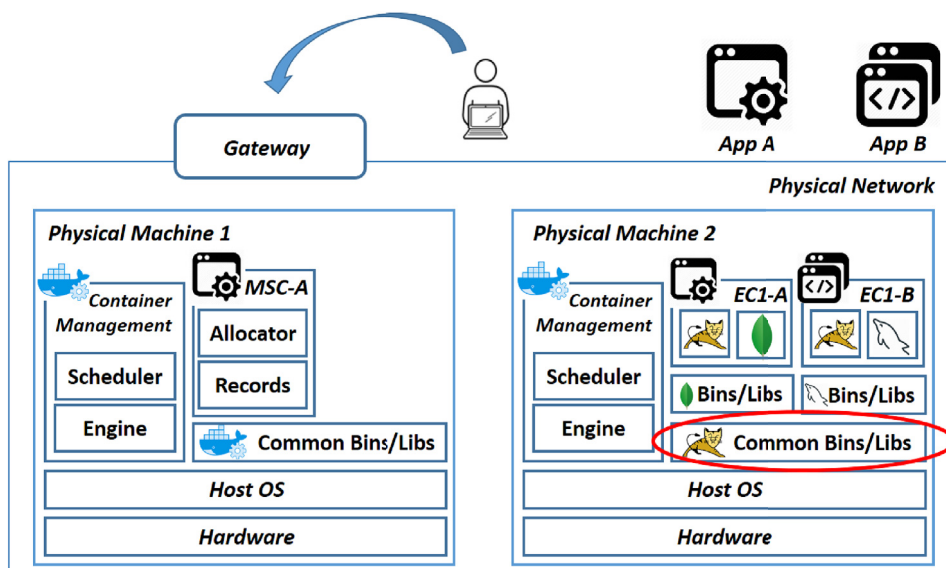 Gateway
App A
App B
Physical Network
Physical Machine 1
Container
Management
Scheduler
Engine
MSC-A
Allocator
Records
Common Bins/Libs
Host OS
Hardware
Physical Machine 2
Container
Management
Scheduler
Engine
EC1-A
EC1-B
Bins/Libs
Bins/Libs
Common Bins/Libs
Host OS
Hardware